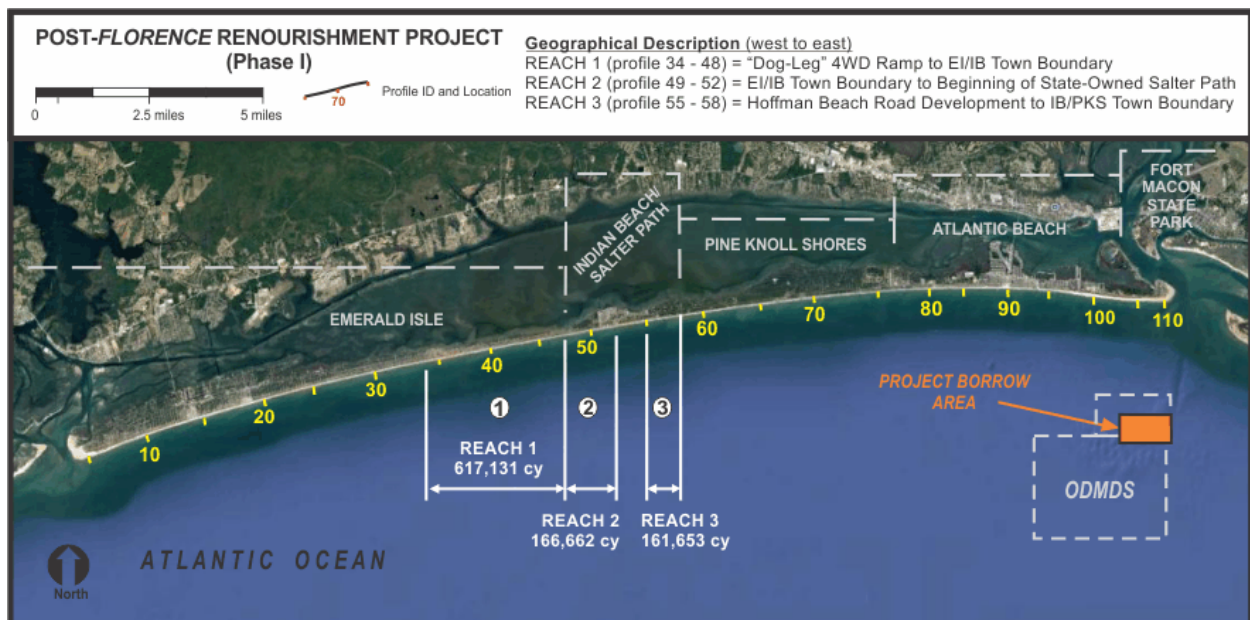 POST-FLORENCE RENOURISHMENT PROJECT
(Phase I)
0
2.5 miles
5 miles
70
Profile ID and Location
Geographical Description (west to east)
REACH 1 (profile 34 - 48) = “Dog-Leg” 4WD Ramp to EI/IB Town Boundary
REACH 2 (profile 49 - 52) = EI/IB Town Boundary to Beginning of State-Owned Salter Path
REACH 3 (profile 55 - 58) = Hoffman Beach Road Development to IB/PKS Town Boundary
EMERALD ISLE
INDIAN BEACH/
SALTER PATH
PINE KNOLL SHORES
ATLANTIC BEACH
FORT
MACON
STATE
PARK
10
20
30
40
50
60
70
80
90
100
110
1
2
3
REACH 1
617,131 cy
REACH 2
166,662 cy
REACH 3
161,653 cy
PROJECT BORROW
AREA
ODMDS
ATLANTIC OCEAN
North